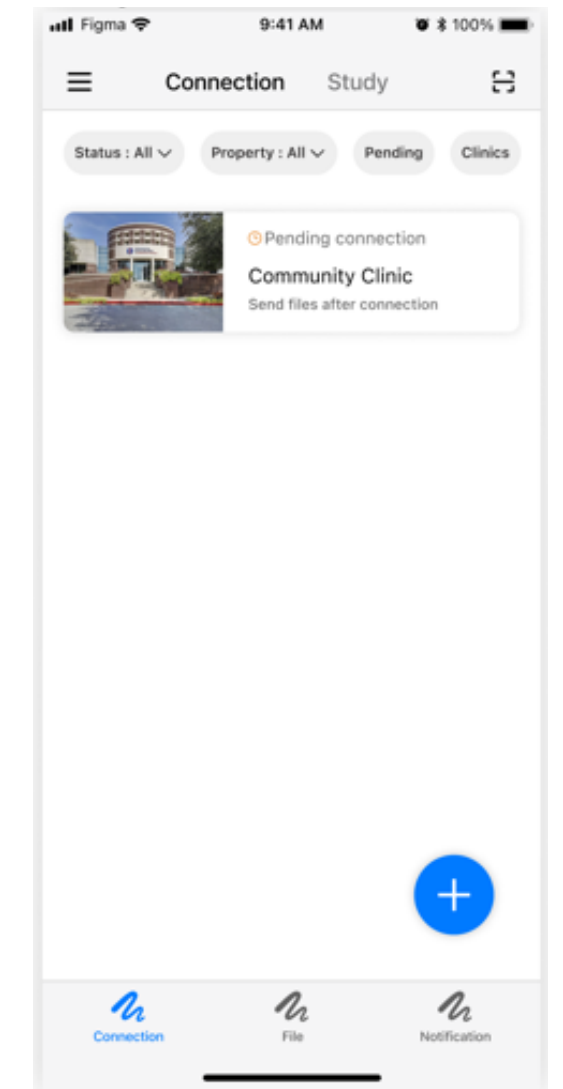 Figma 9:41 AM 100%
Connection Study
Status : All Property : All Pending Clinics
Pending connection
Community Clinic
Send files after connection
Connection File Notification